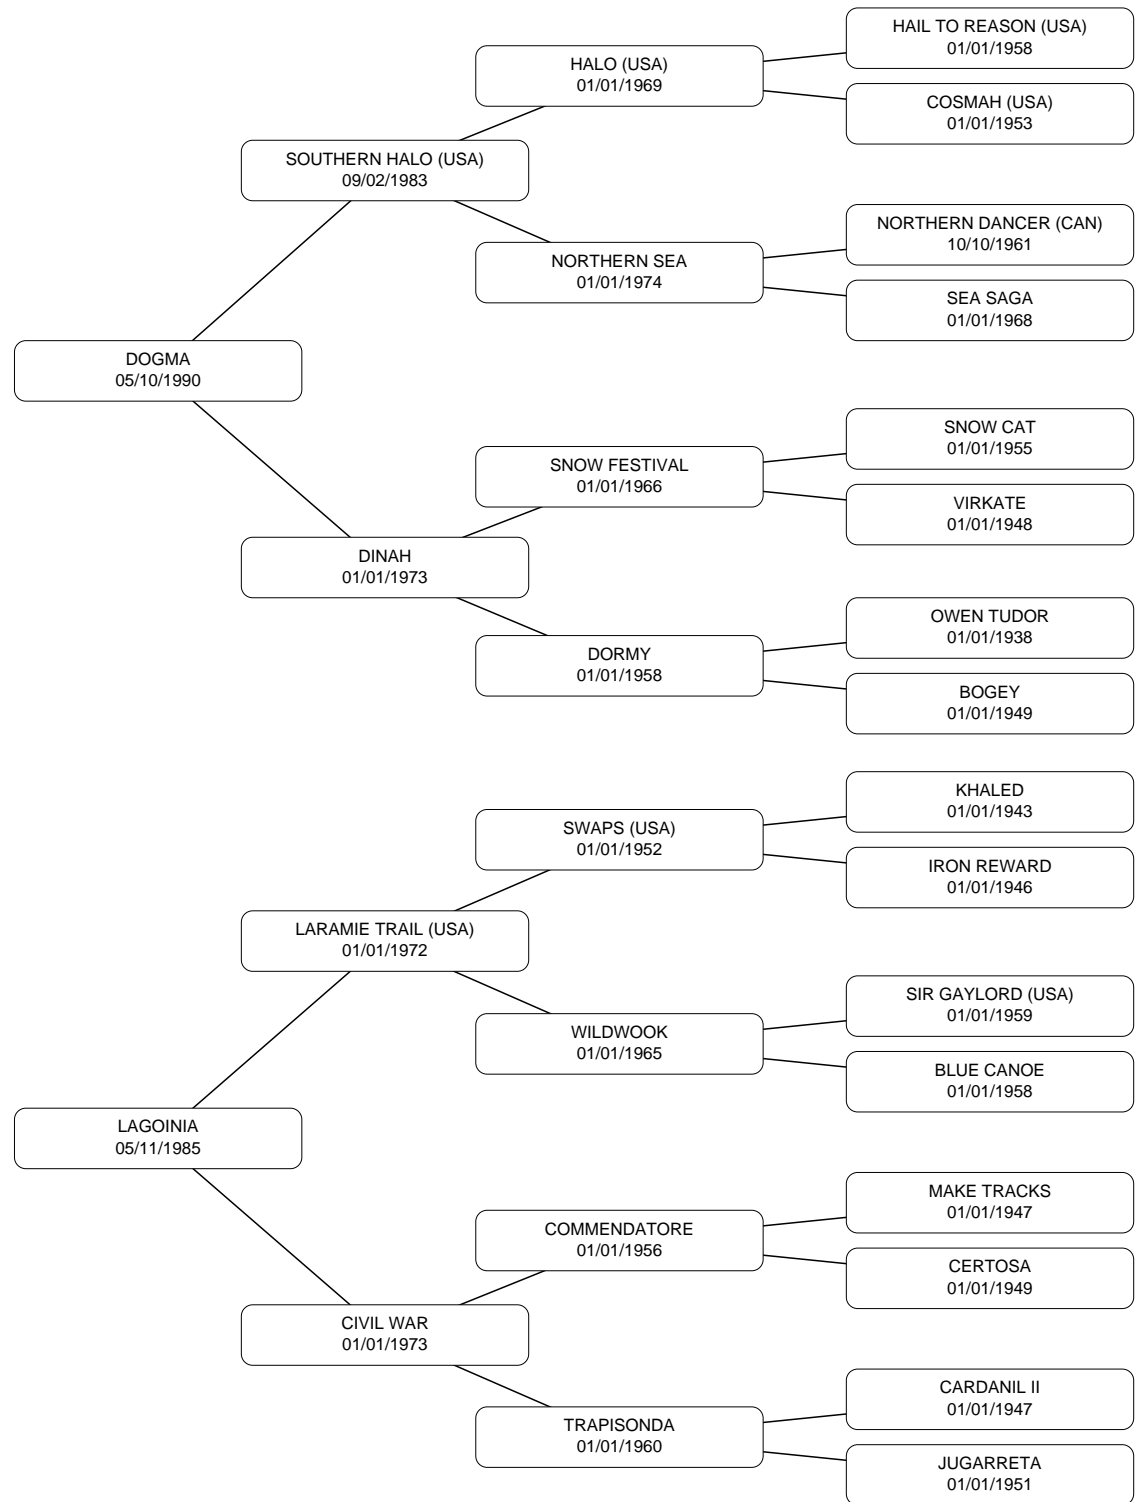 HAIL TO REASON (USA)
01/01/1958
HALO (USA)
01/01/1969
COSMAH (USA)
01/01/1953
SOUTHERN HALO (USA)
09/02/1983
NORTHERN DANCER (CAN)
10/10/1961
NORTHERN SEA
01/01/1974
SEA SAGA
01/01/1968
DOGMA
05/10/1990
SNOW CAT
01/01/1955
SNOW FESTIVAL
01/01/1966
VIRKATE
01/01/1948
DINAH
01/01/1973
OWEN TUDOR
01/01/1938
DORMY
01/01/1958
BOGEY
01/01/1949
KHALED
01/01/1943
SWAPS (USA)
01/01/1952
IRON REWARD
01/01/1946
LARAMIE TRAIL (USA)
01/01/1972
SIR GAYLORD (USA)
01/01/1959
WILDWOOK
01/01/1965
BLUE CANOE
01/01/1958
LAGOINIA
05/11/1985
MAKE TRACKS
01/01/1947
COMMENDATORE
01/01/1956
CERTOSA
01/01/1949
CIVIL WAR
01/01/1973
CARDANIL II
01/01/1947
TRAPISONDA
01/01/1960
JUGARRETA
01/01/1951